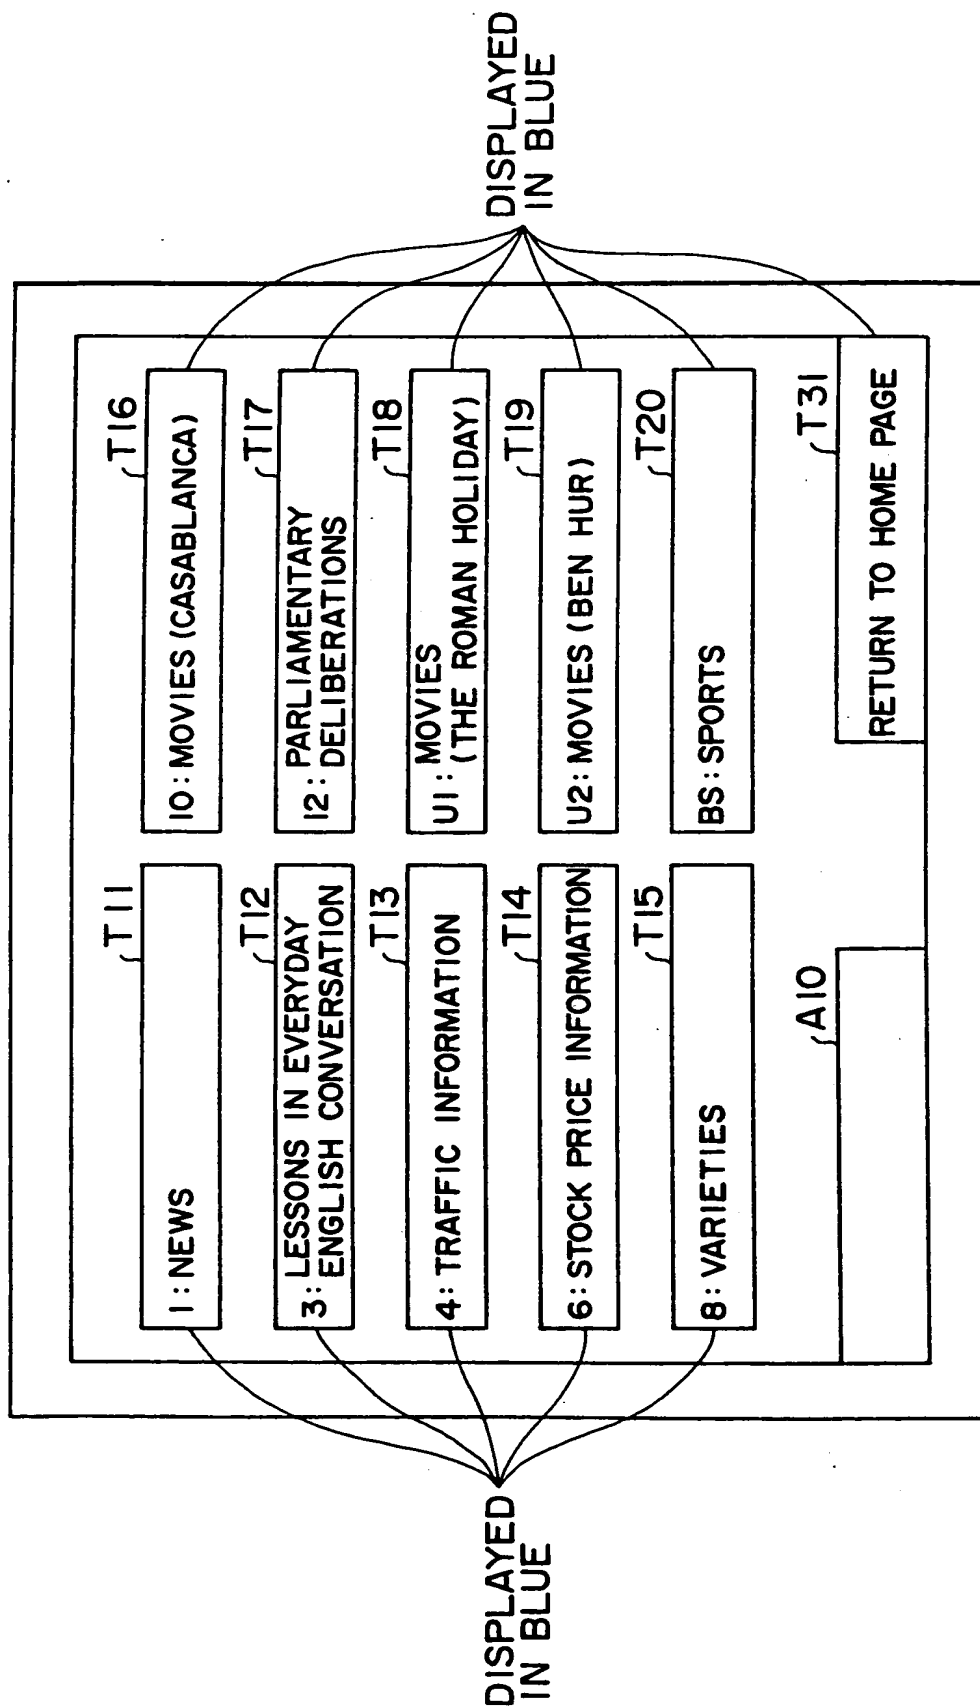 DISPLAYED
IN BLUE
T11
1: NEWS
T12
3: LESSONS IN EVERYDAY
ENGLISH CONVERSATION
T13
4: TRAFFIC INFORMATION
T14
6: STOCK PRICE INFORMATION
T15
8: VARIETIES
A10
T16
10: MOVIES (CASABLANCA)
T17
12: PARLIAMENTARY
DELIBERATIONS
T18
U1: MOVIES
(THE ROMAN HOLIDAY)
T19
U2: MOVIES (BEN HUR)
T20
BS: SPORTS
T31
RETURN TO HOME PAGE
DISPLAYED
IN BLUE